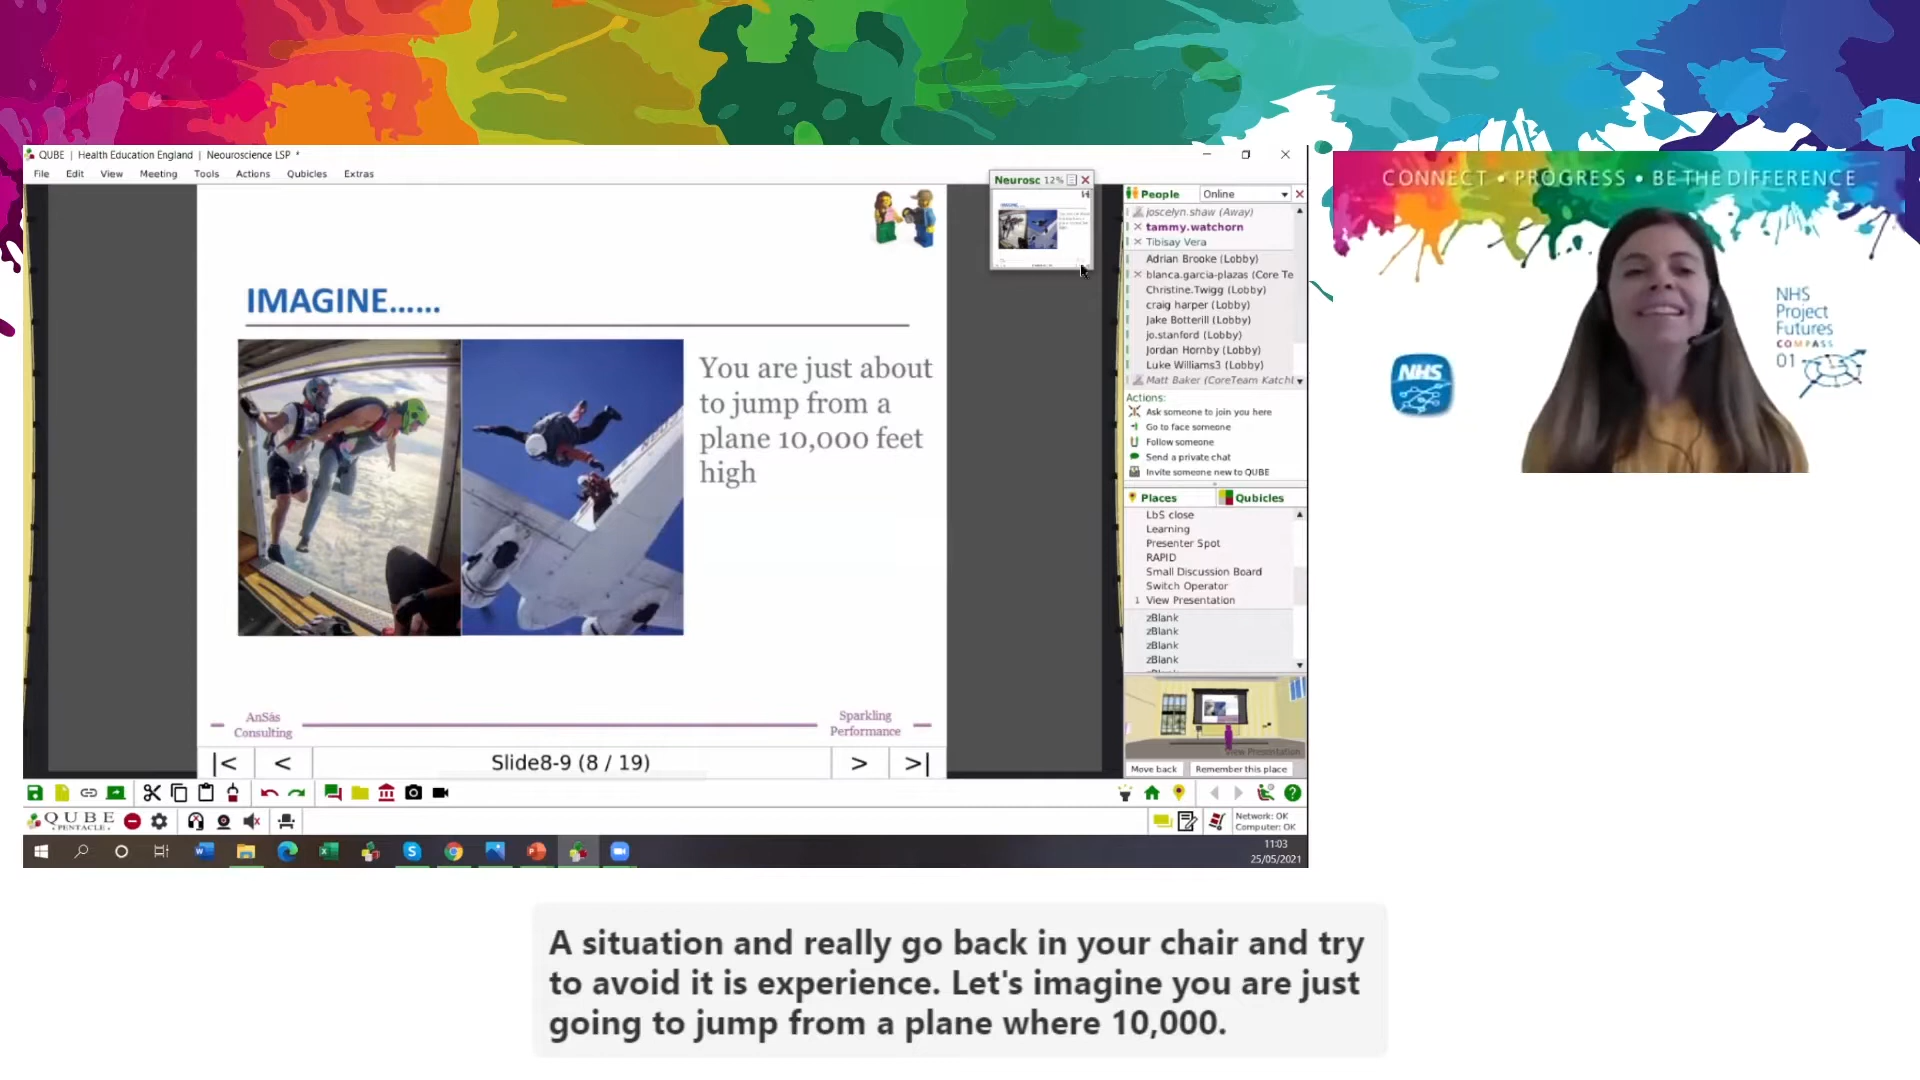 QUBE | Health Education England | Neouroscience LSP *
File Edit View Meeting Tools Actions Qubicles Extras
Neurosc 12%
IMAGINE......
You are just about
to jump from a
plane 10,000 feet
high
AnSás
Consulting
Sparkling
Performance
|< < Slide8-9 (8 / 19) > >|
People Online
joscelyn.shaw (Away)
tammy.watchorn
Tibisay Vera
Adrian Brooke (Lobby)
blanca.garcia-plazas (Core Te
Christine.Twigg (Lobby)
craig harper (Lobby)
Jake Botterill (Lobby)
jo.stanford (Lobby)
Jordan Hornby (Lobby)
Luke Williams3 (Lobby)
Matt Baker (CoreTeam Katchl
Actions:
Ask someone to join you here
Go to face someone
Follow someone
Send a private chat
Invite someone new to QUBE
Places Qubicles
LbS close
Learning
Presenter Spot
RAPID
Small Discussion Board
Switch Operator
1 View Presentation
zBlank
zBlank
zBlank
zBlank
View Presentation
Move back Remember this place
QUBE
PENTACLE
Network: OK
Computer: OK
11:03
25/05/2021
CONNECT • PROGRESS • BE THE DIFFERENCE
NHS
NHS
Project
Futures
COMPASS
01
A situation and really go back in your chair and try
to avoid it is experience. Let's imagine you are just
going to jump from a plane where 10,000.